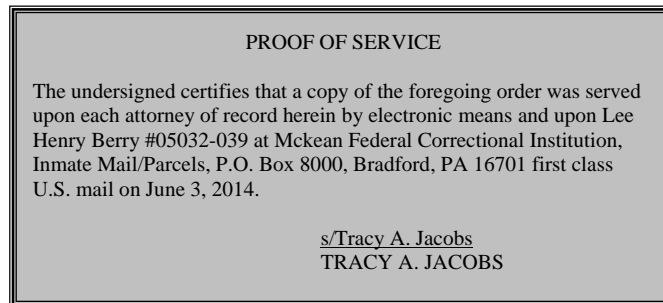 PROOF OF SERVICE
The undersigned certifies that a copy of the foregoing order was served
upon each attorney of record herein by electronic means and upon Lee
Henry Berry #05032-039 at Mckean Federal Correctional Institution,
Inmate Mail/Parcels, P.O. Box 8000, Bradford, PA 16701 first class
U.S. mail on June 3, 2014.
s/Tracy A. Jacobs
TRACY A. JACOBS